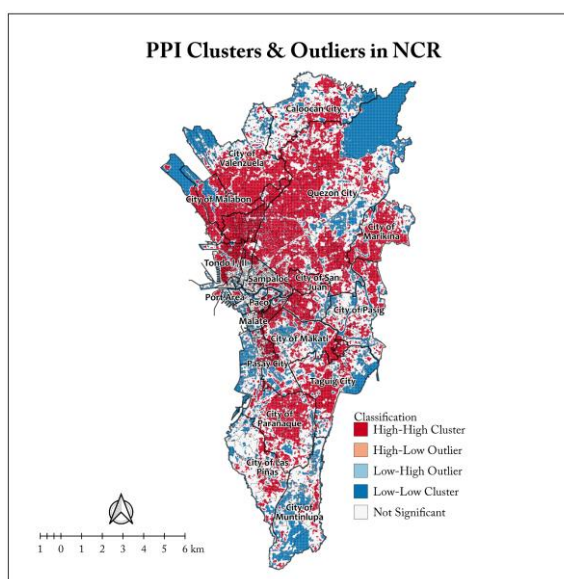 PPI Clusters & Outliers in NCR
Caloocan City
City of
Valenzuela
Quezon City
City of Malabon
City of
Marikina
Tondo I/II
Sampaloc
City of San
Juan
Port Area
Paco
City of Pasig
Malate
City of Makati
Pasay City
Taguig City
City of
Paranaque
City of Las
Piñas
City of
Muntinlupa
Classification
High-High Cluster
High-Low Outlier
Low-High Outlier
Low-Low Cluster
Not Significant
1 0 1 2 3 4 5 6 km